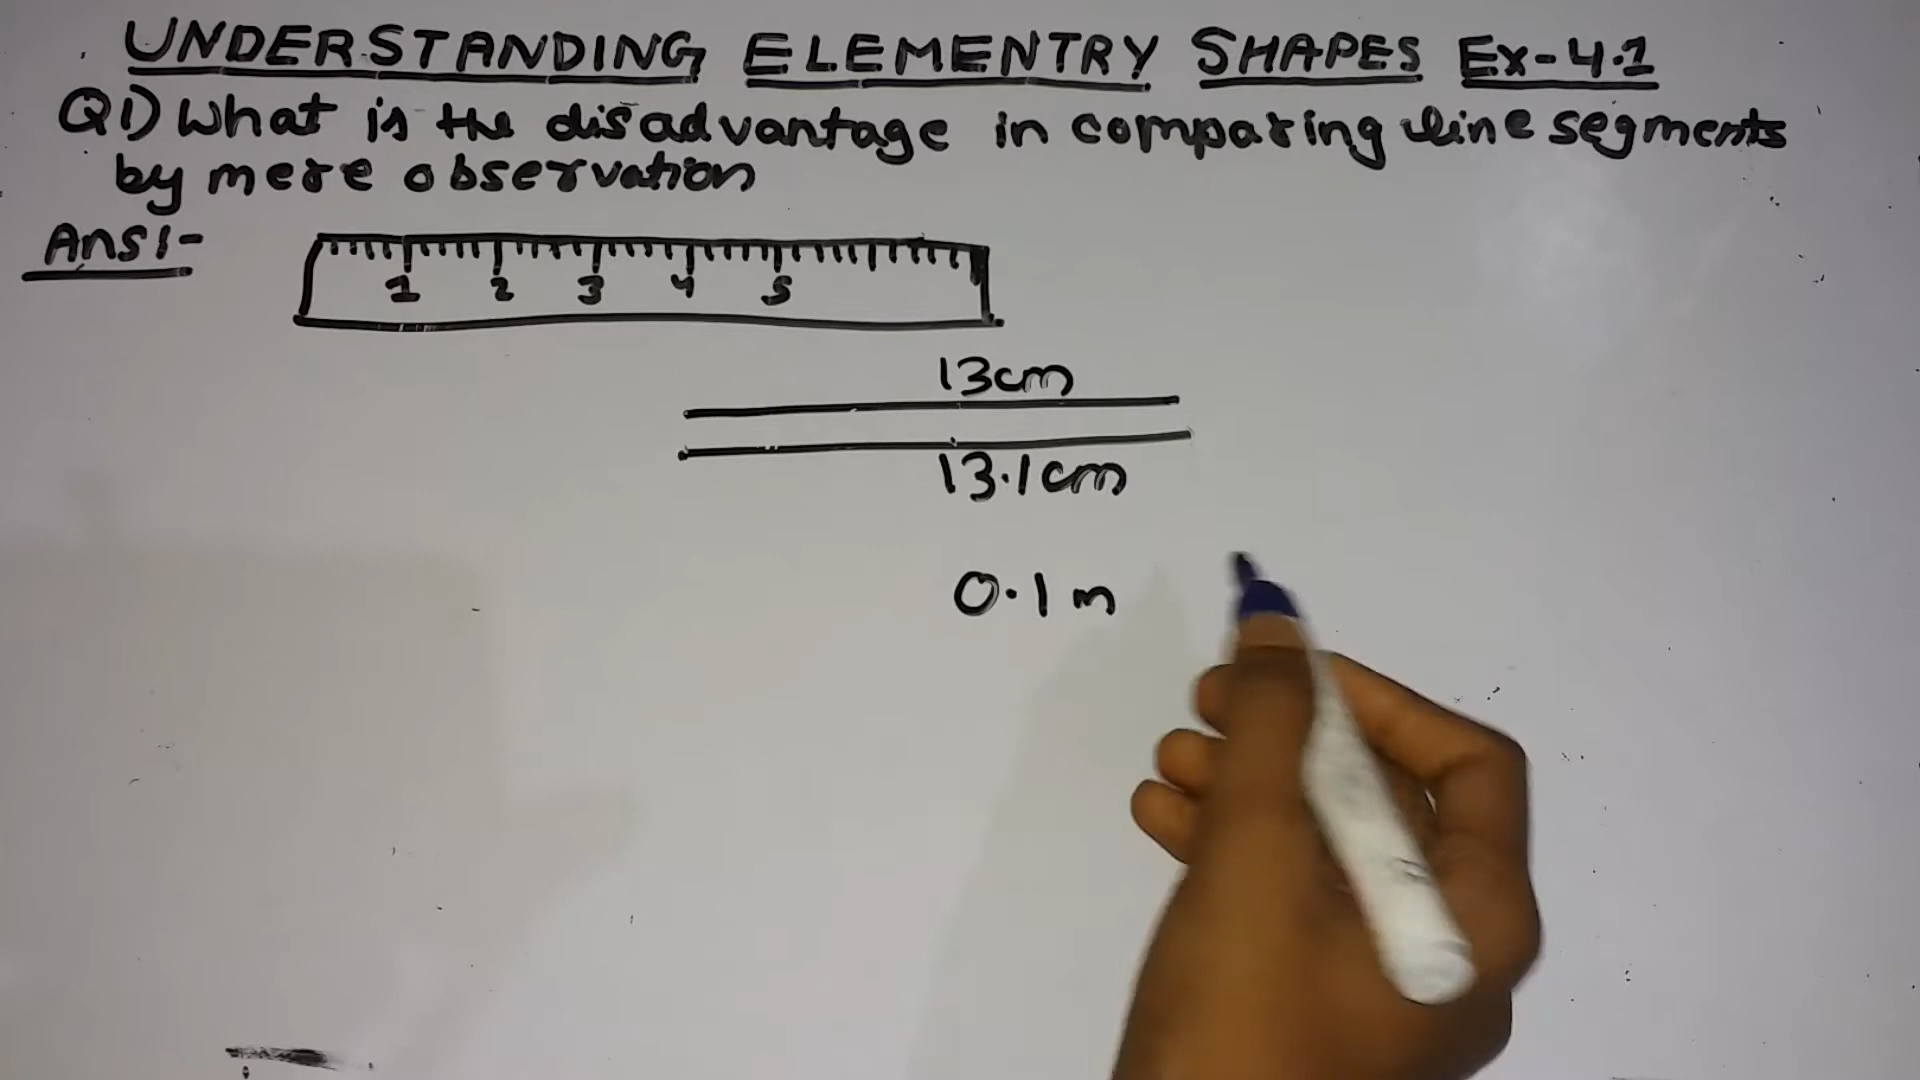 UNDERSTANDING ELEMENTRY SHAPES Ex-4.1
Q1) What is the disadvantage in comparing line segments
by mere observation
Ans:-
1 2 3 4 5
13cm
13.1cm
0.1 m